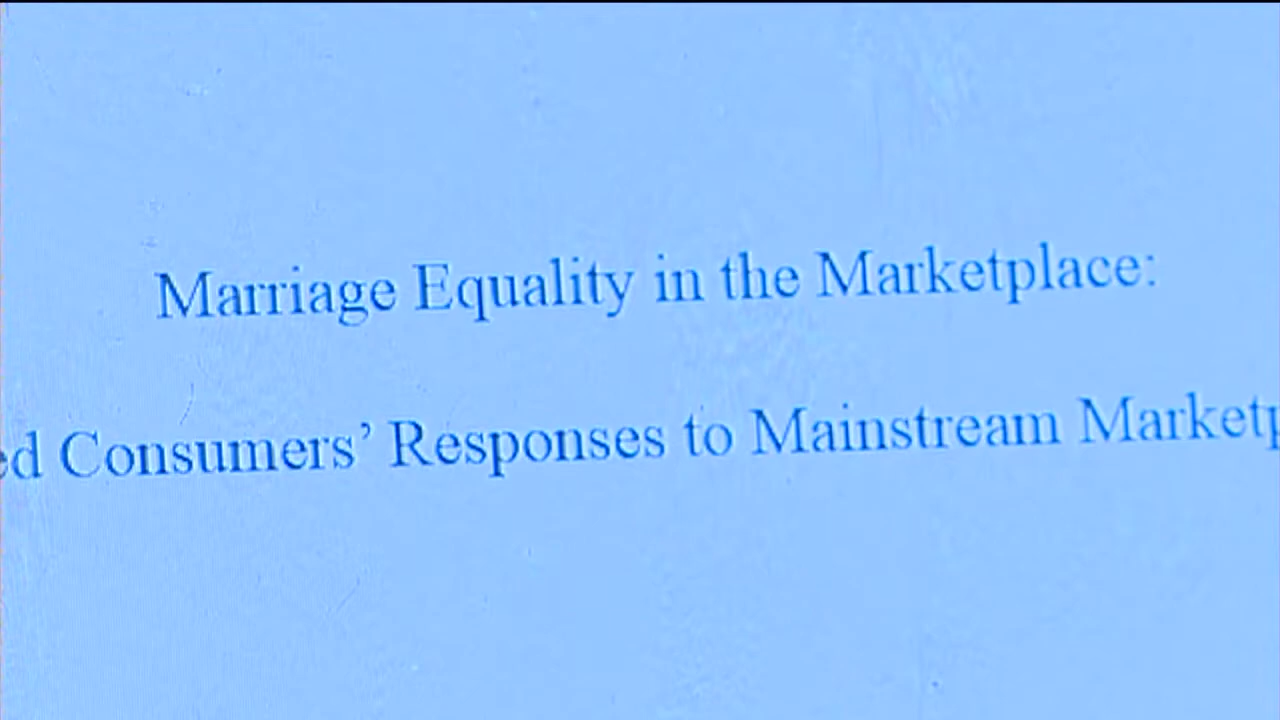 Marriage Equality in the Marketplace:
Consumers’ Responses to Mainstream